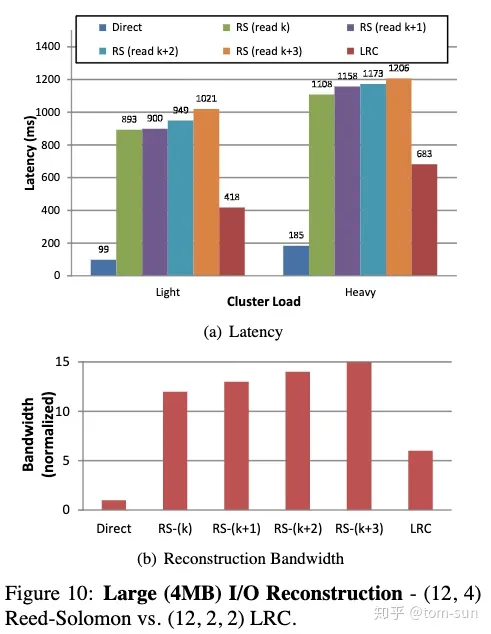 Direct RS (read k) RS (read k+1)
RS (read k+2) RS (read k+3) LRC
1400
1200
1000
800
600
400
200
0
Latency (ms)
99 893 900 949 1021 418
185 1108 1158 1173 1206 683
Light Heavy
Cluster Load
(a) Latency
15
10
5
0
Bandwidth
(normalized)
Direct RS-(k) RS-(k+1) RS-(k+2) RS-(k+3) LRC
(b) Reconstruction Bandwidth
Figure 10: Large (4MB) I/O Reconstruction - (12, 4)
Reed-Solomon vs. (12, 2, 2) LRC.
知乎 @tom-sun